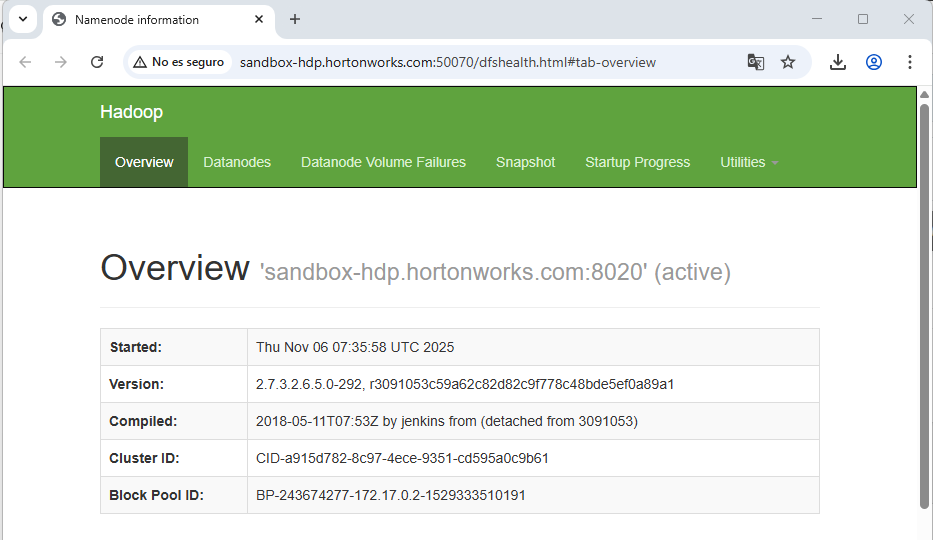 Namenode information
No es seguro sandbox-hdp.hortonworks.com:50070/dfshealth.html#tab-overview
Hadoop
Overview Datanodes Datanode Volume Failures Snapshot Startup Progress Utilities
Overview 'sandbox-hdp.hortonworks.com:8020' (active)
Started: Thu Nov 06 07:35:58 UTC 2025
Version: 2.7.3.2.6.5.0-292, r3091053c59a62c82d82c9f778c48bde5ef0a89a1
Compiled: 2018-05-11T07:53Z by jenkins from (detached from 3091053)
Cluster ID: CID-a915d782-8c97-4ece-9351-cd595a0c9b61
Block Pool ID: BP-243674277-172.17.0.2-1529333510191